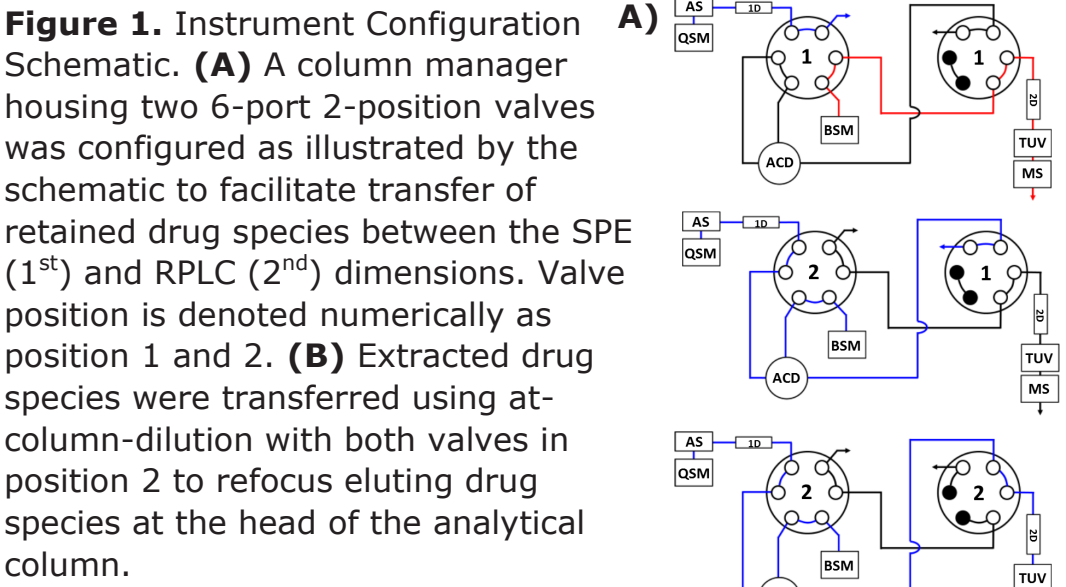 Figure 1. Instrument Configuration
Schematic. (A) A column manager
housing two 6-port 2-position valves
was configured as illustrated by the
schematic to facilitate transfer of
retained drug species between the SPE
(1st) and RPLC (2nd) dimensions. Valve
position is denoted numerically as
position 1 and 2. (B) Extracted drug
species were transferred using at-
column-dilution with both valves in
position 2 to refocus eluting drug
species at the head of the analytical
column.
A)
AS
1D
QSM
1
1
2D
BSM
TUV
ACD
MS
AS
1D
QSM
2
1
2D
BSM
TUV
ACD
MS
AS
1D
QSM
2
2
2D
BSM
TUV